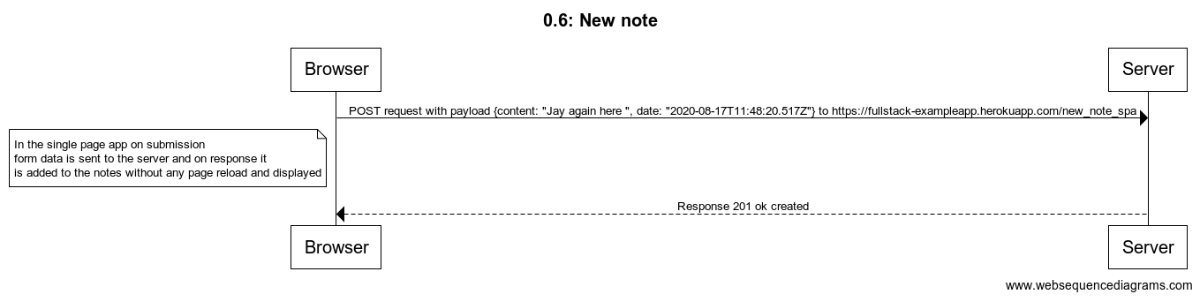 0.6: New note
Browser
Server
POST request with payload {content: "Jay again here ", date: "2020-08-17T11:48:20.517Z"} to https://fullstack-exampleapp.herokuapp.com/new_note_spa
In the single page app on submission
form data is sent to the server and on response it
is added to the notes without any page reload and displayed
Response 201 ok created
Browser
Server
www.websequencediagrams.com